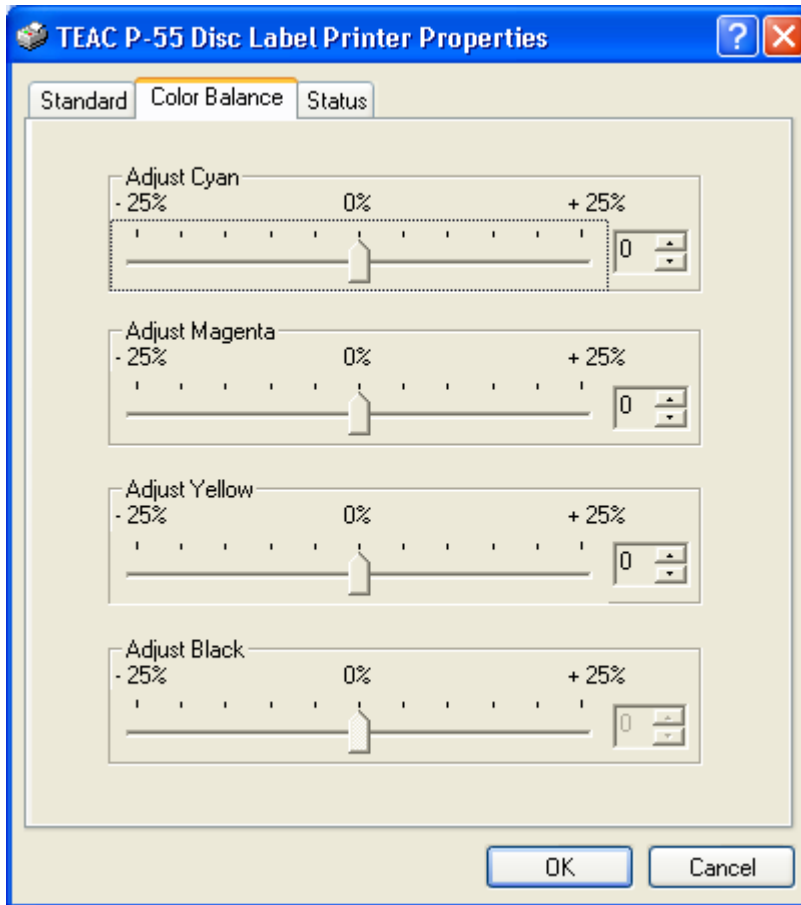 TEAC P-55 Disc Label Printer Properties
Standard Color Balance Status
Adjust Cyan
- 25% 0% + 25%
0
Adjust Magenta
- 25% 0% + 25%
0
Adjust Yellow
- 25% 0% + 25%
0
Adjust Black
- 25% 0% + 25%
0
OK Cancel